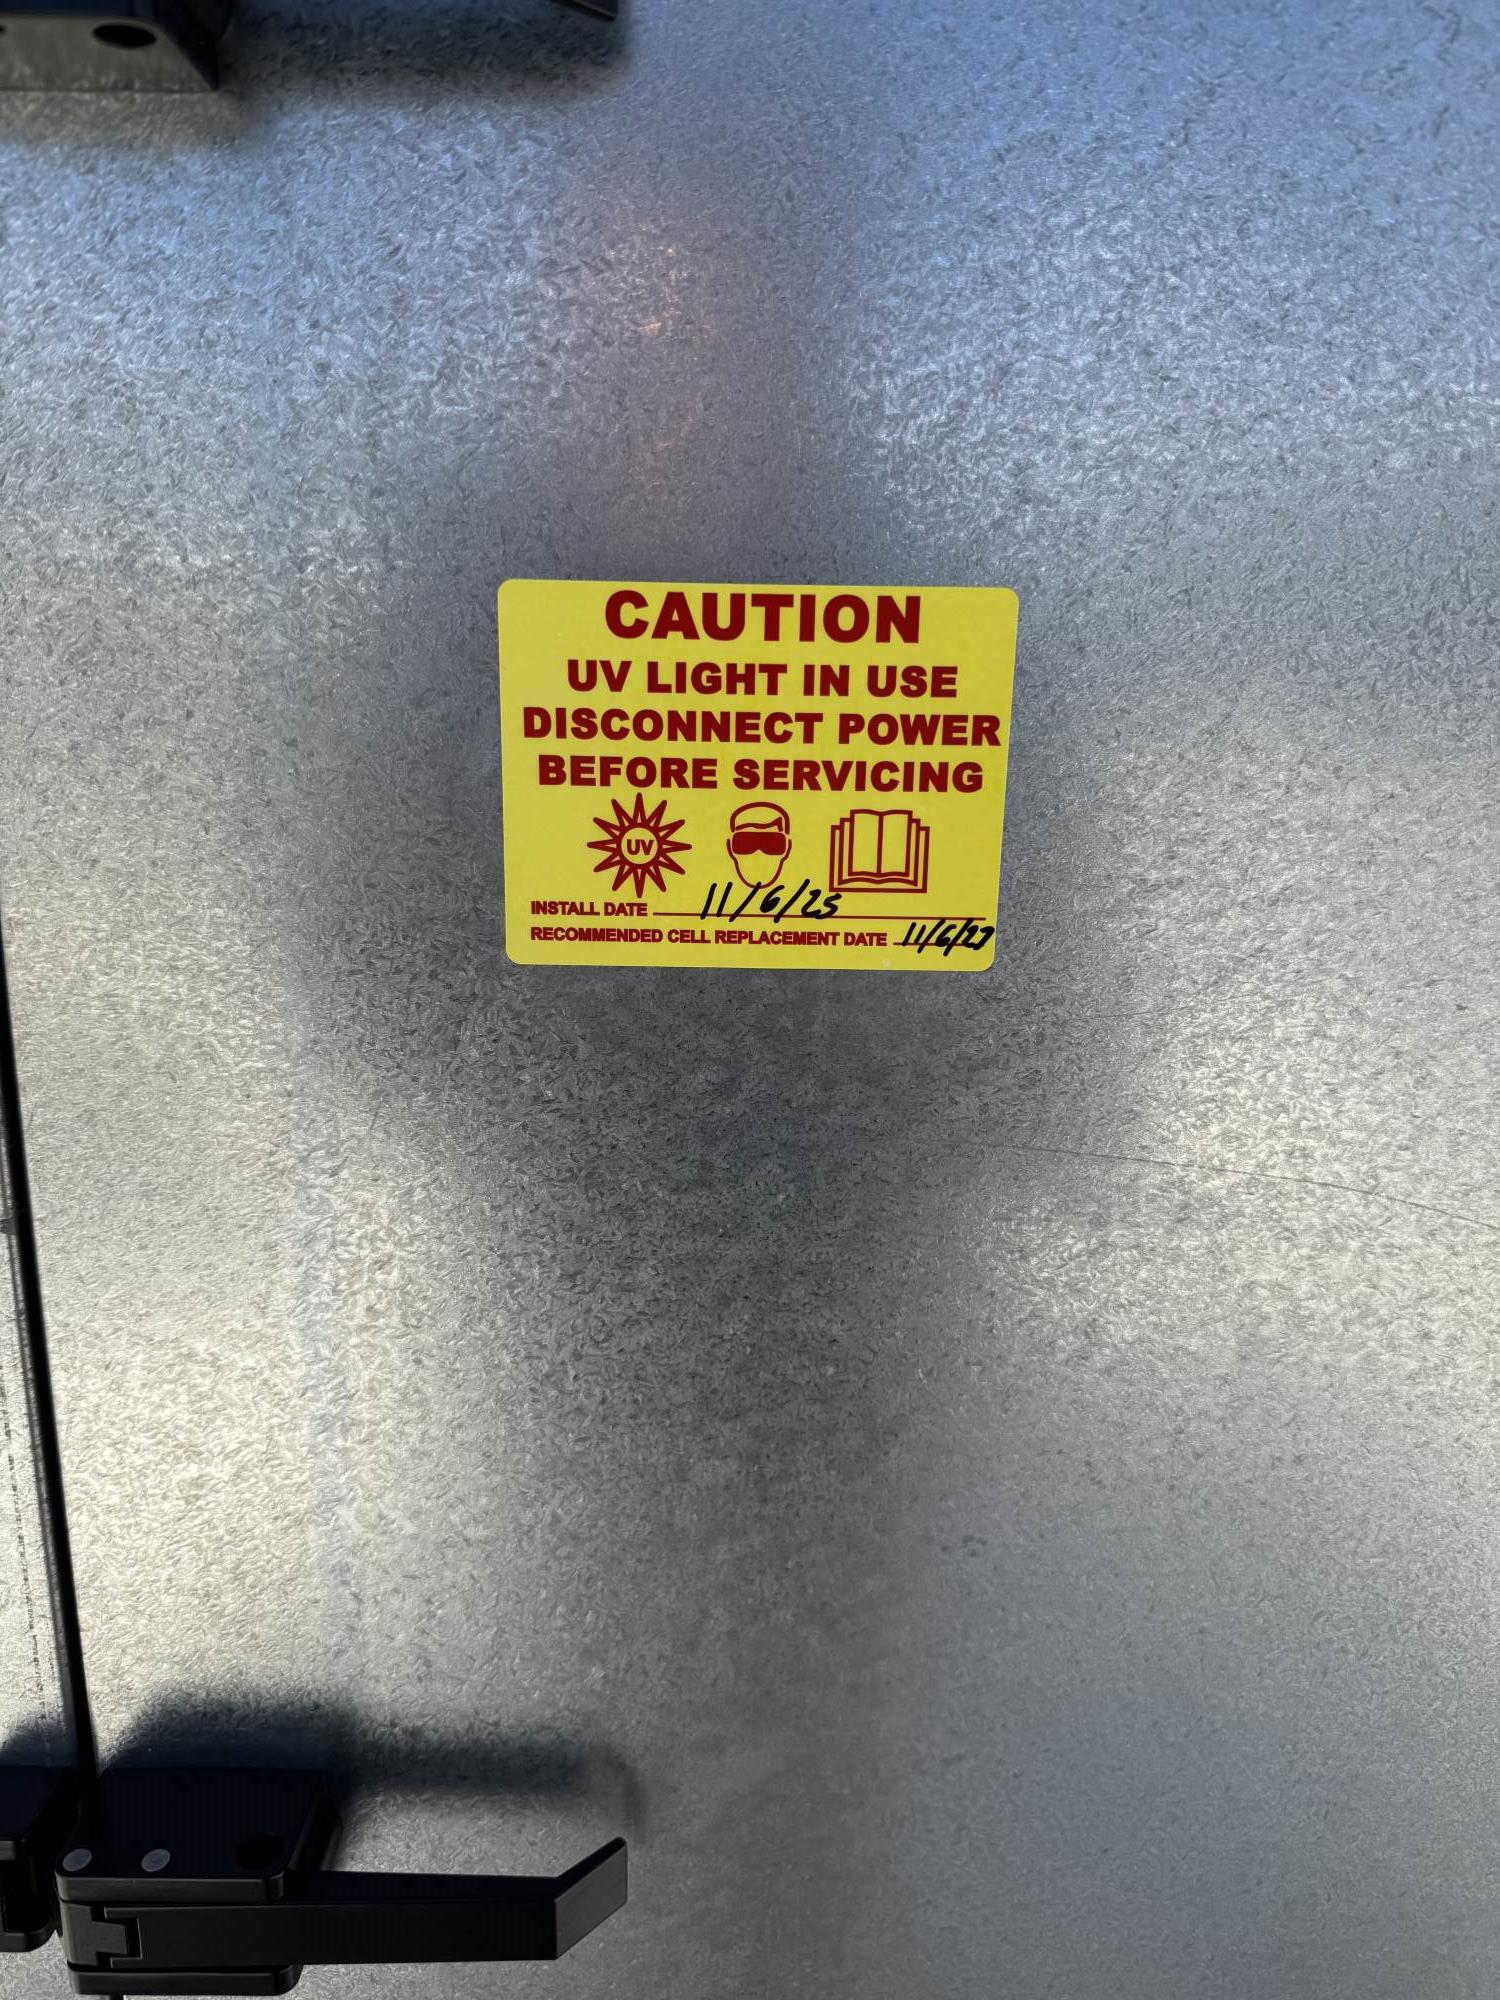 CAUTION
UV LIGHT IN USE
DISCONNECT POWER
BEFORE SERVICING
UV
INSTALL DATE 11/6/25
RECOMMENDED CELL REPLACEMENT DATE 11/6/27